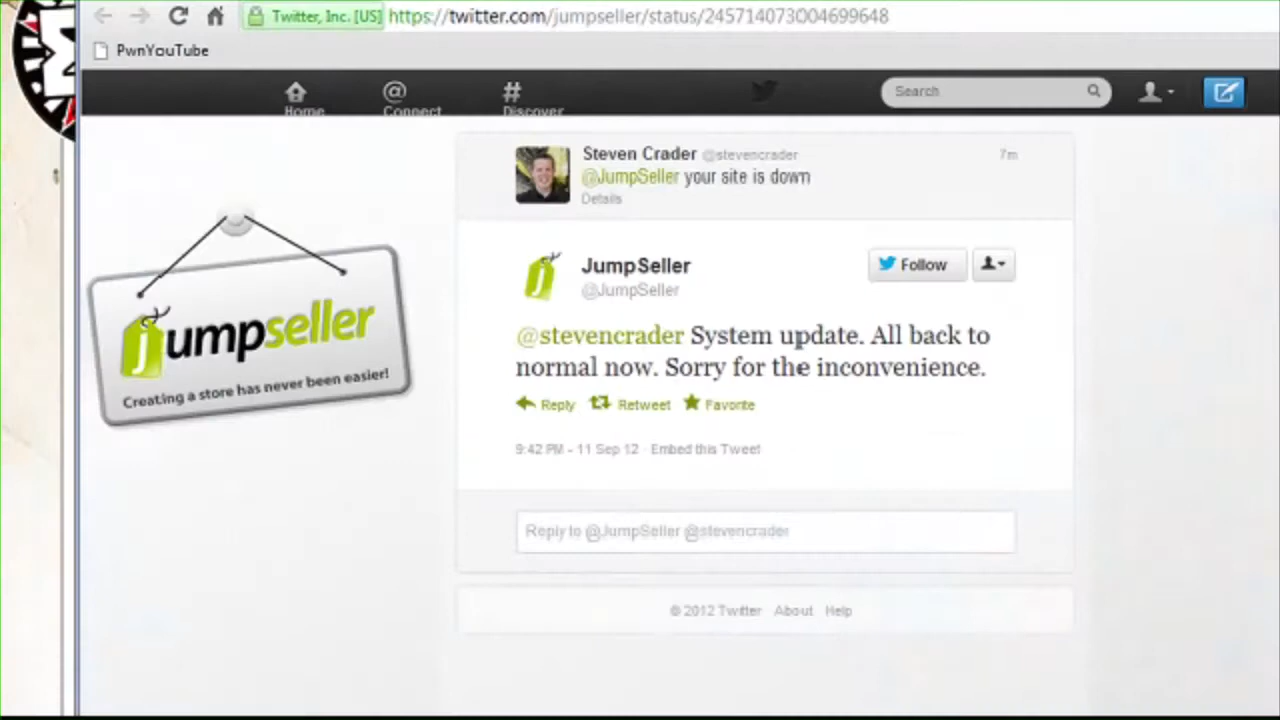 Twitter, Inc. [US] https://twitter.com/jumpseller/status/245714073004699648
PwnYouTube
Home
Connect
Discover
Search
Steven Crader @stevencrader 7m
@JumpSeller your site is down
Details
jumpseller
Creating a store has never been easier!
JumpSeller
@JumpSeller
Follow
@stevencrader System update. All back to
normal now. Sorry for the inconvenience.
Reply Retweet Favorite
9:42 PM - 11 Sep 12 · Embed this Tweet
Reply to @JumpSeller @stevencrader
© 2012 Twitter About Help